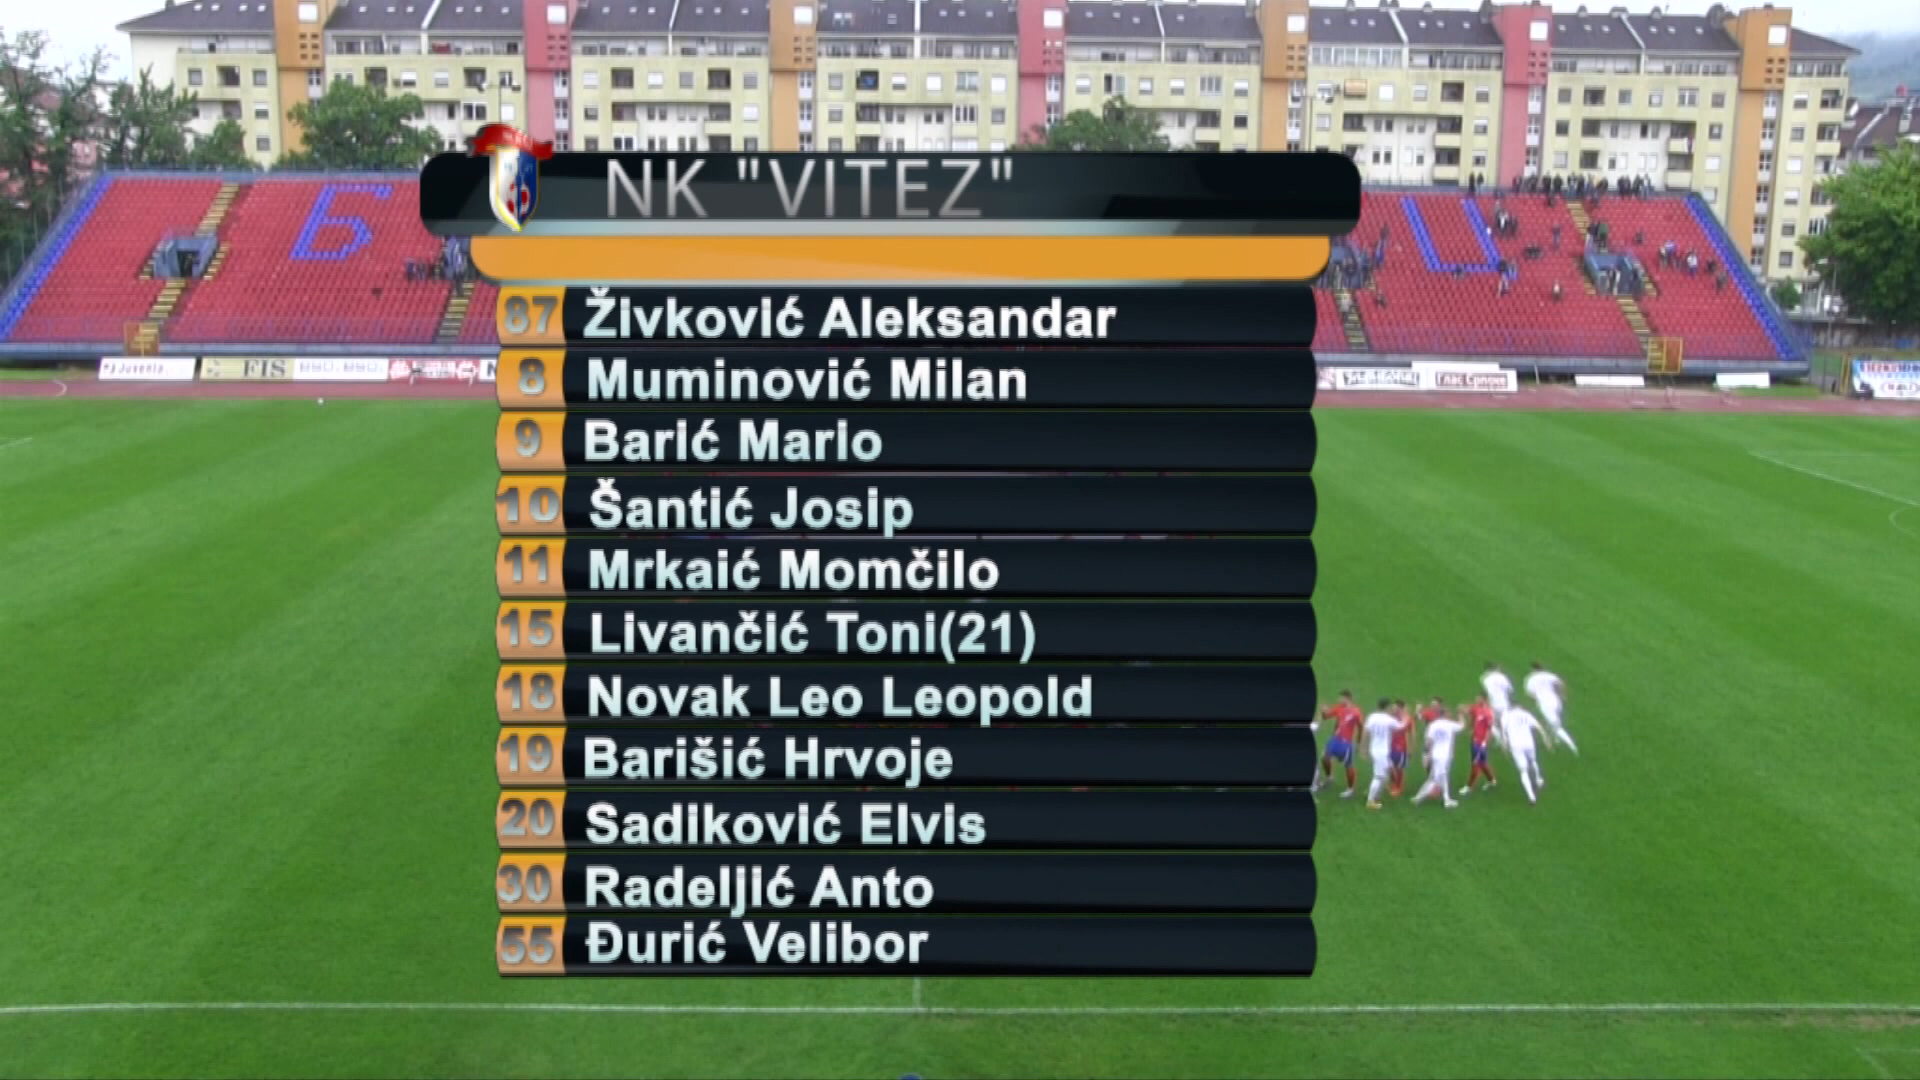 NK "VITEZ"
87 Živković Aleksandar
8 Muminović Milan
9 Barić Mario
10 Šantić Josip
11 Mrkaić Momčilo
15 Livančić Toni(21)
18 Novak Leo Leopold
19 Barišić Hrvoje
20 Sadiković Elvis
30 Radeljić Anto
55 Đurić Velibor
Б Ц
FIS
Глас Српске